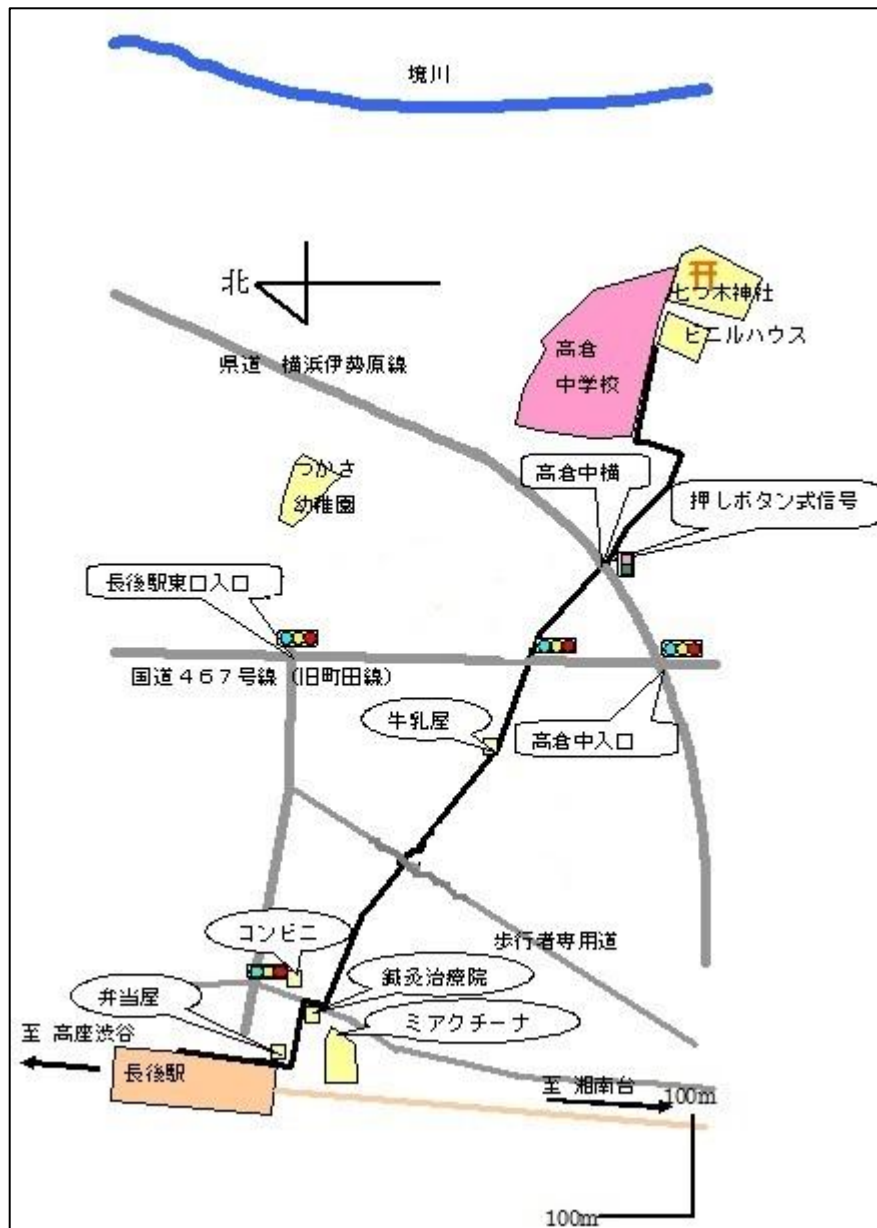 境川
北
七つ木神社
ビニルハウス
高倉
中学校
県道 横浜伊勢原線
つかさ
幼稚園
高倉中横
押しボタン式信号
長後駅東口入口
国道467号線(旧町田線)
牛乳屋
高倉中入口
コンビニ
歩行者専用道
鍼灸治療院
弁当屋
ミアクチーナ
至 高座渋谷
長後駅
至 湘南台
100m
100m